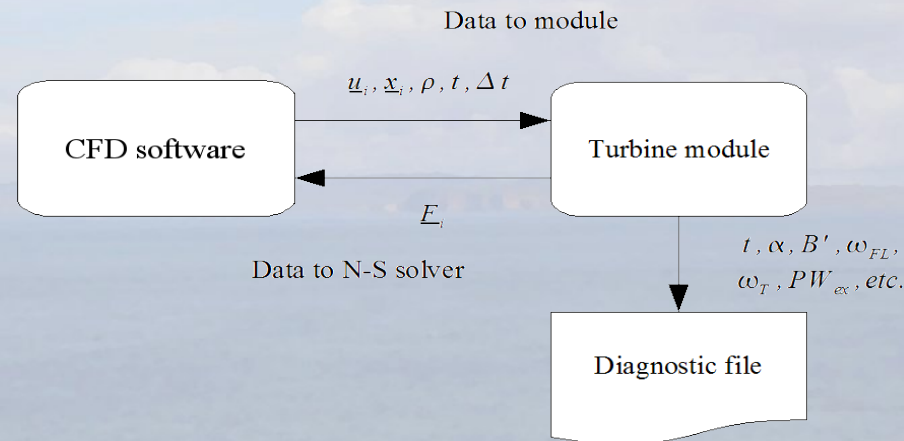 Data to module
u_i, x_i, ρ, t, Δt
CFD software
Turbine module
F_i
Data to N-S solver
t, α, B', ω_FL,
ω_T, PW_ex, etc.
Diagnostic file